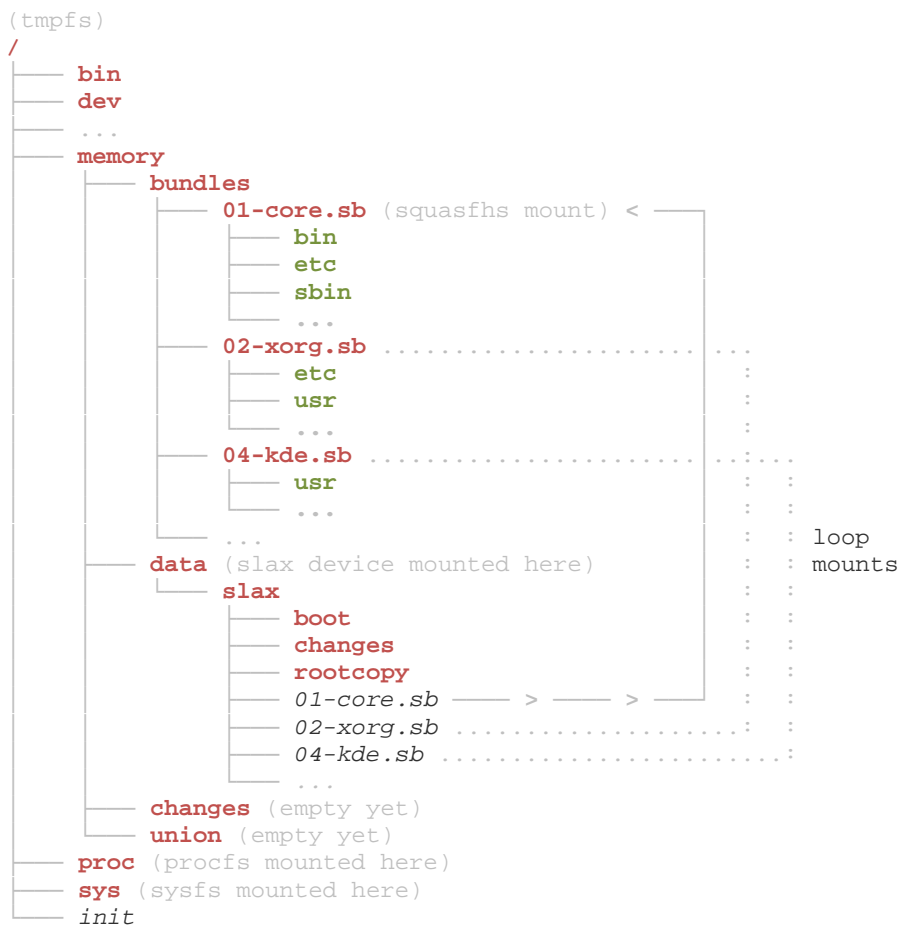 (tmpfs)
/
bin
dev
...
memory
bundles
01-core.sb (squasfhs mount) <
bin
etc
sbin
...
02-xorg.sb ..........................
etc
usr
...
04-kde.sb ..............................
usr
...
... loop
data (slax device mounted here) mounts
slax
boot
changes
rootcopy
01-core.sb > >
02-xorg.sb ....................:
04-kde.sb ........................:
...
changes (empty yet)
union (empty yet)
proc (procfs mounted here)
sys (sysfs mounted here)
init